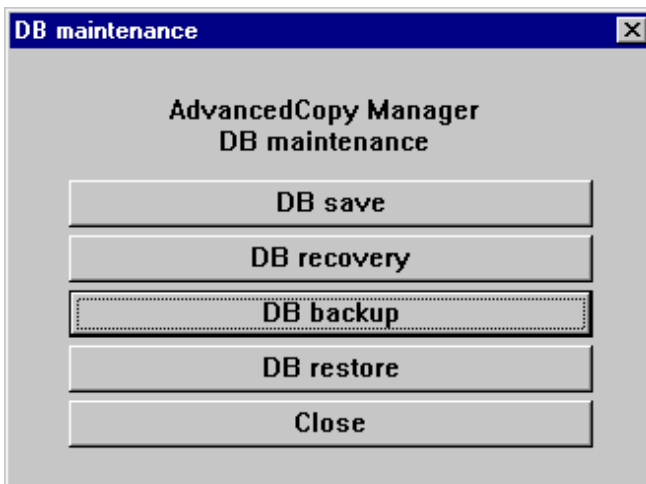 DB maintenance
AdvancedCopy Manager
DB maintenance
DB save
DB recovery
DB backup
DB restore
Close